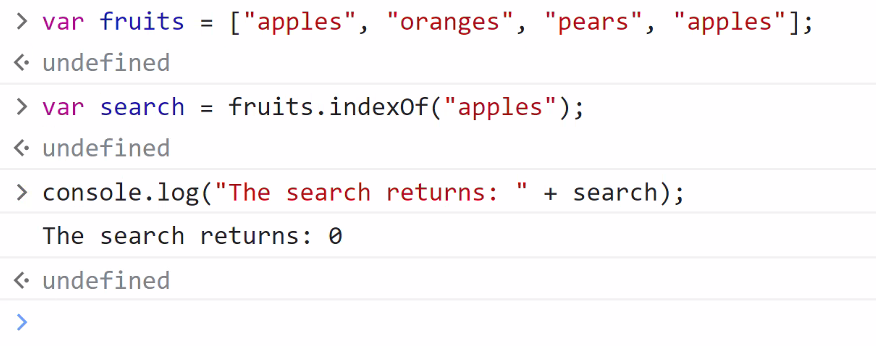 > var fruits = ["apples", "oranges", "pears", "apples"];
undefined
> var search = fruits.indexOf("apples");
undefined
> console.log("The search returns: " + search);
The search returns: 0
undefined
>